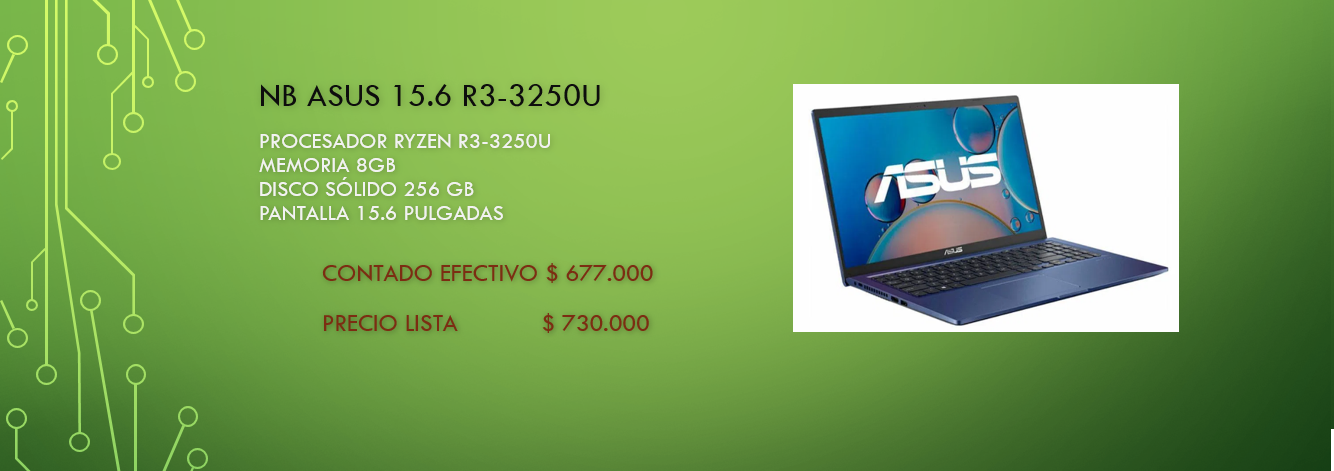 NB ASUS 15.6 R3-3250U
PROCESADOR RYZEN R3-3250U
MEMORIA 8GB
DISCO SÓLIDO 256 GB
PANTALLA 15.6 PULGADAS
CONTADO EFECTIVO $ 677.000
PRECIO LISTA $ 730.000
ASUS
ASUS